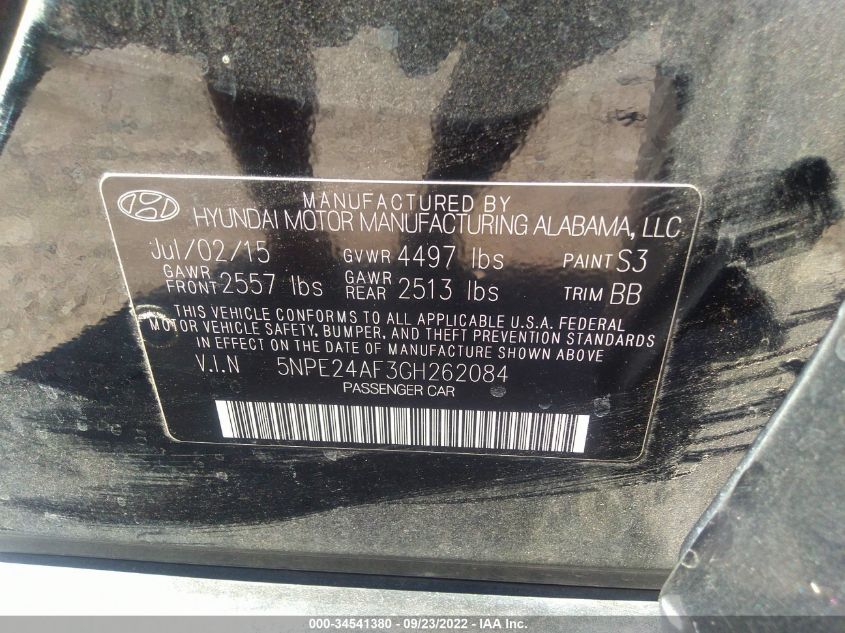 MANUFACTURED BY
HYUNDAI MOTOR MANUFACTURING ALABAMA, LLC
Jul/02/15 GVWR 4497 lbs PAINT S3
GAWR FRONT 2557 lbs GAWR REAR 2513 lbs TRIM BB
THIS VEHICLE CONFORMS TO ALL APPLICABLE U.S.A. FEDERAL
MOTOR VEHICLE SAFETY, BUMPER, AND THEFT PREVENTION STANDARDS
IN EFFECT ON THE DATE OF MANUFACTURE SHOWN ABOVE.
V.I.N 5NPE24AF3GH262084
PASSENGER CAR
000-34541380 - 09/23/2022 - IAA Inc.